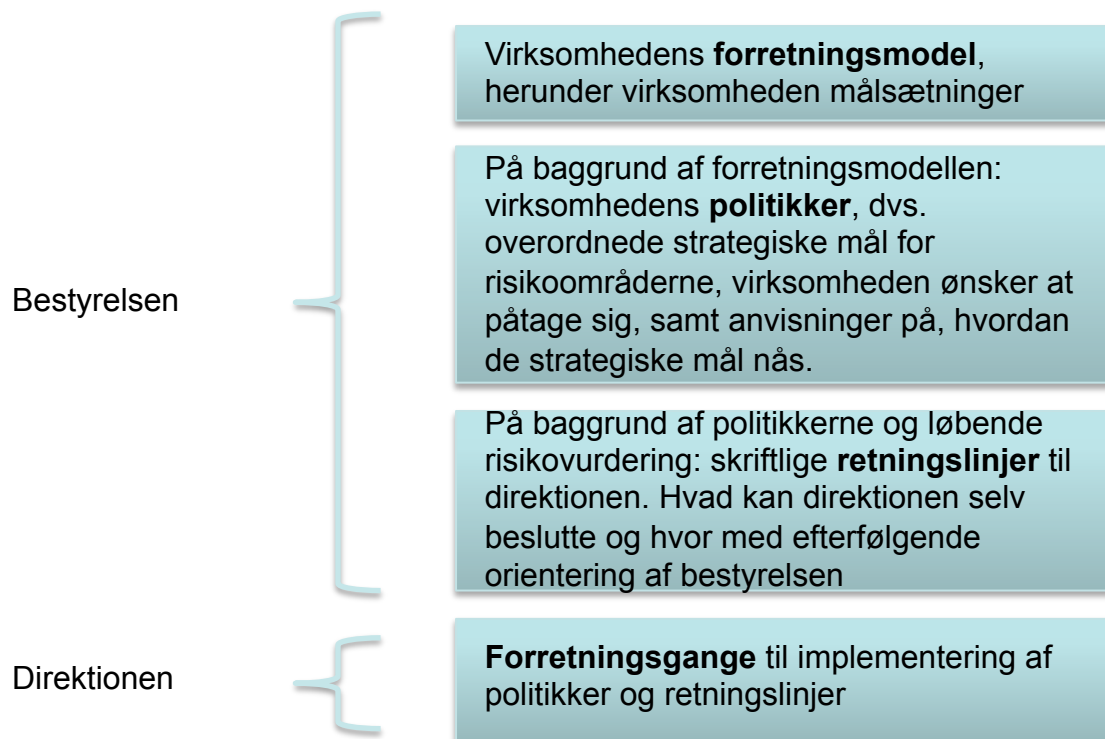 Virksomhedens forretningsmodel,
herunder virksomheden målsætninger
Bestyrelsen
På baggrund af forretningsmodellen:
virksomhedens politikker, dvs.
overordnede strategiske mål for
risikoområderne, virksomheden ønsker at
påtage sig, samt anvisninger på, hvordan
de strategiske mål nås.
På baggrund af politikkerne og løbende
risikovurdering: skriftlige retningslinjer til
direktionen. Hvad kan direktionen selv
beslutte og hvor med efterfølgende
orientering af bestyrelsen
Direktionen
Forretningsgange til implementering af
politikker og retningslinjer